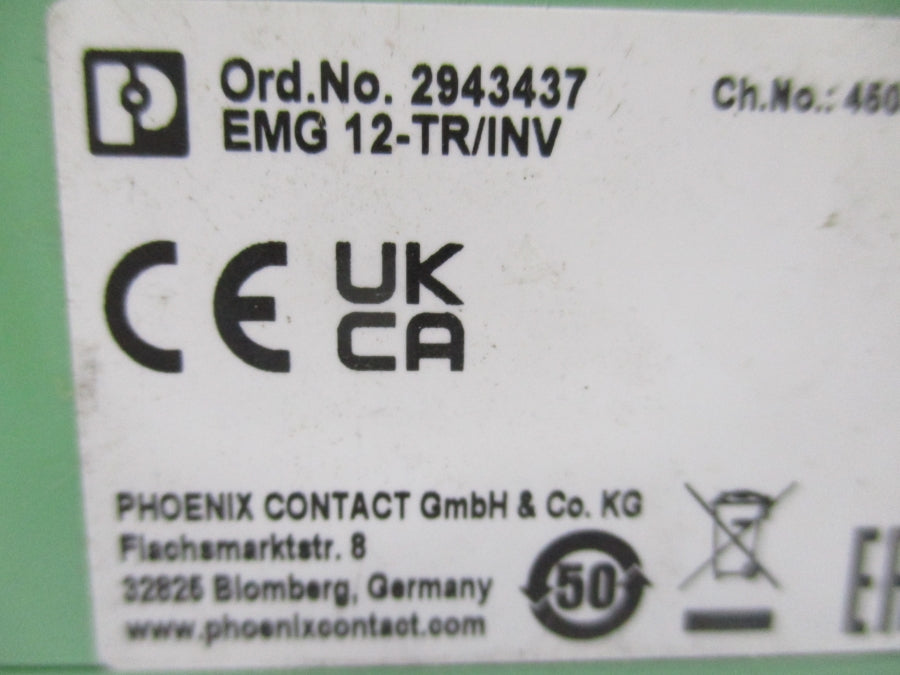 Ord.No. 2943437
EMG 12-TR/INV
Ch.No.: 450
CE
UK
CA
PHOENIX CONTACT GmbH & Co. KG
Flachsmarktstr. 8
32825 Blomberg, Germany
www.phoenixcontact.com
50